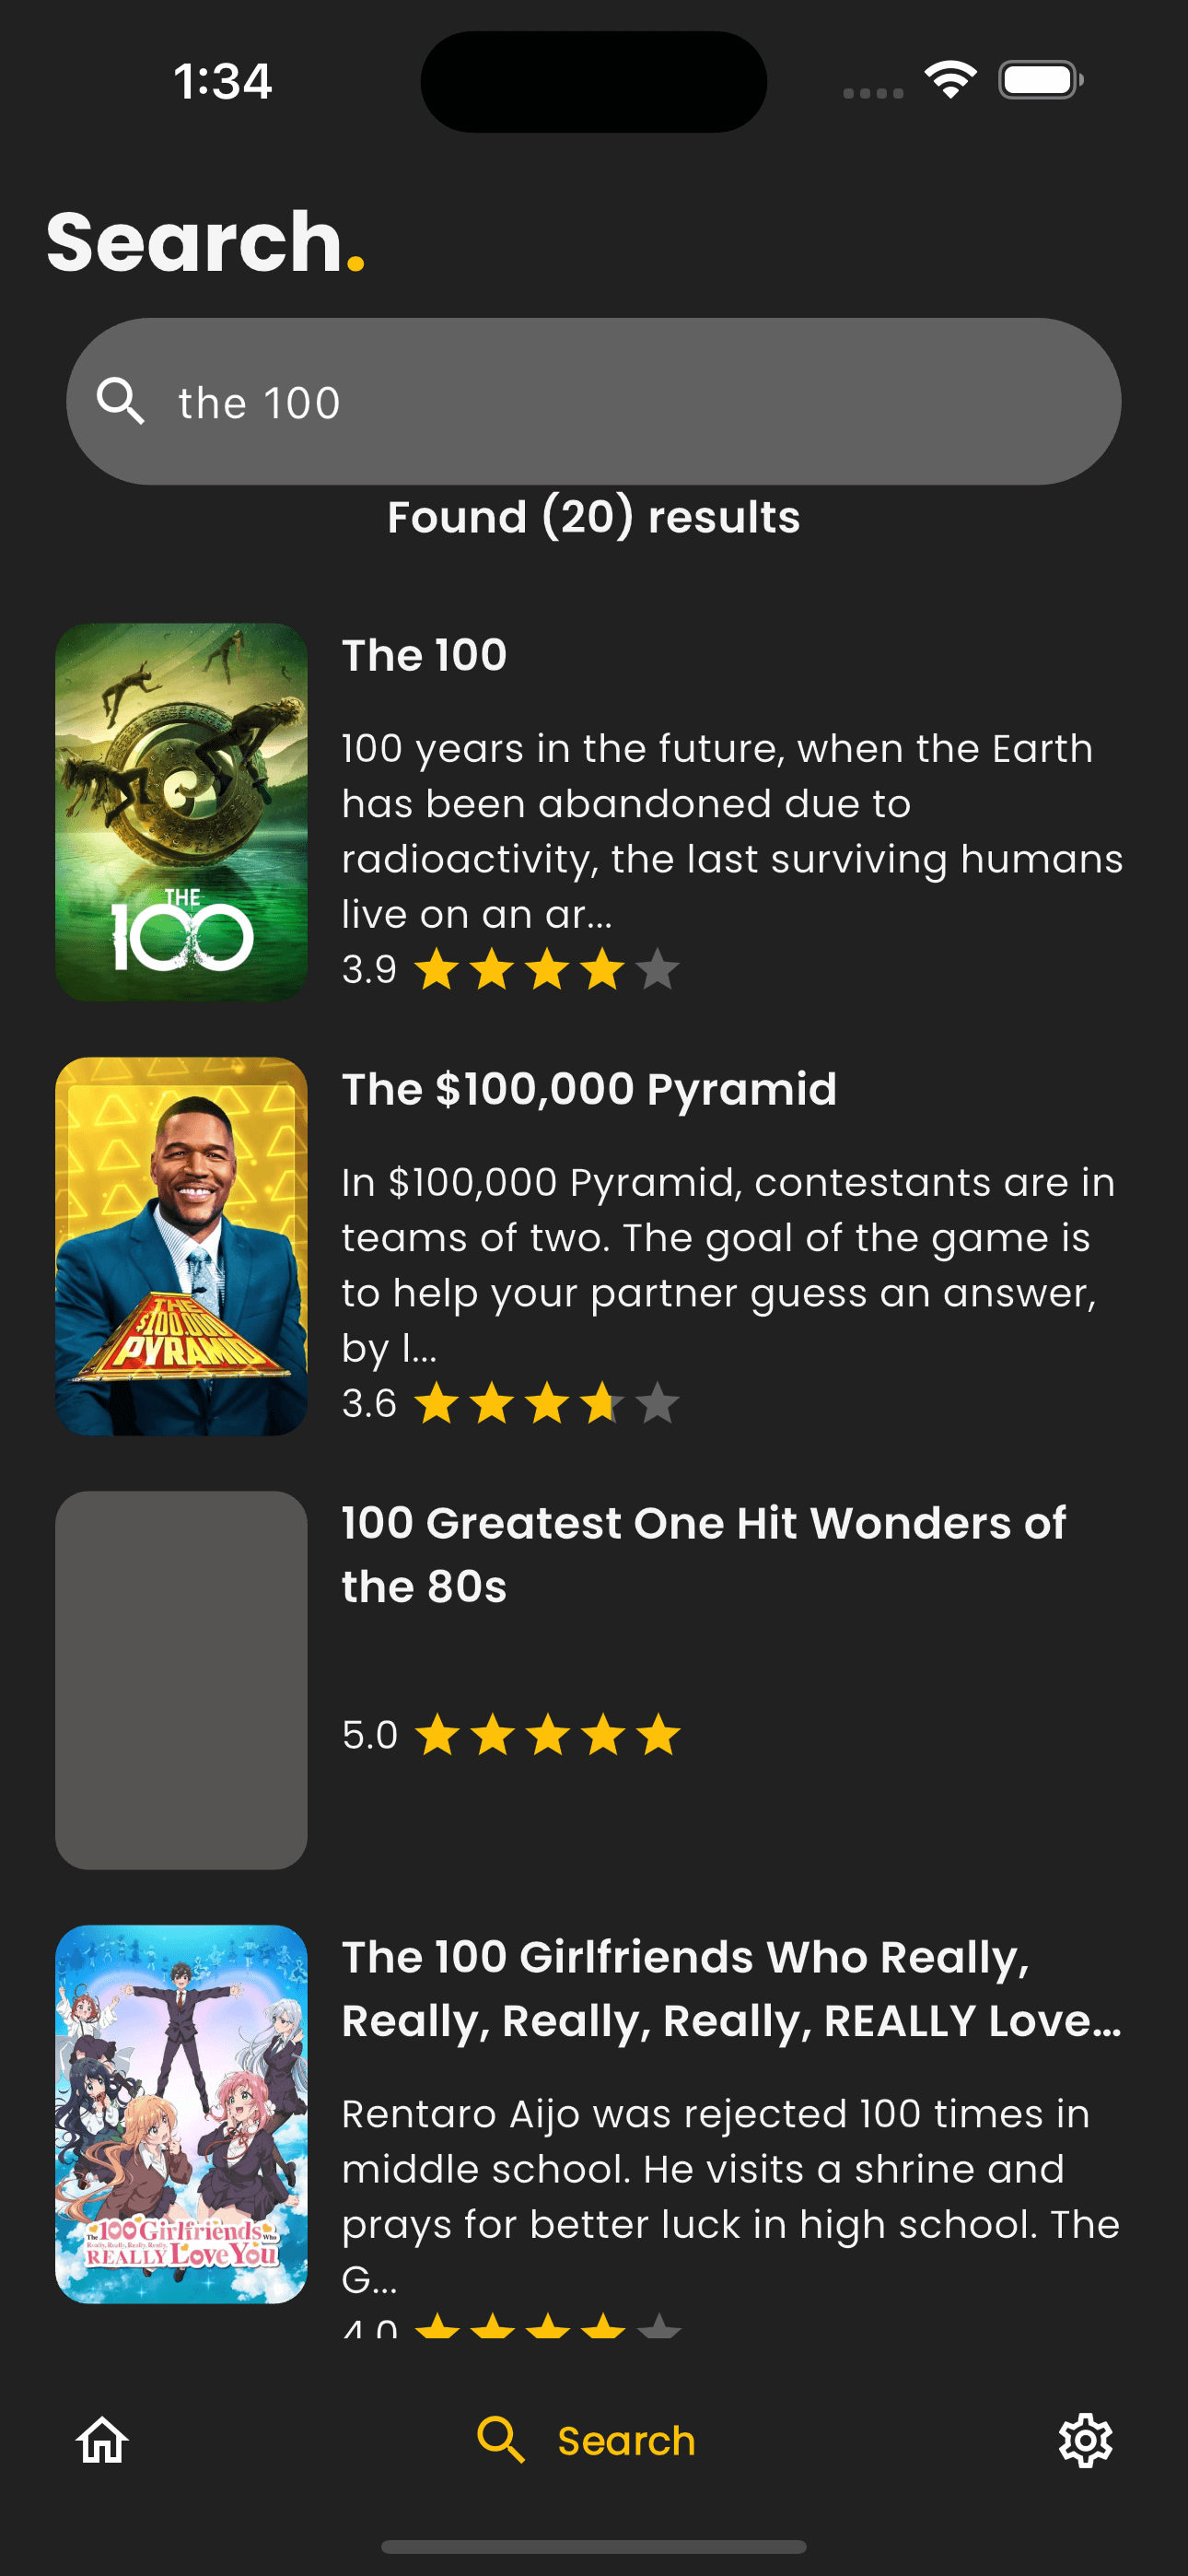 1:34
Search.
the 100
Found (20) results
The 100
100 years in the future, when the Earth
has been abandoned due to
radioactivity, the last surviving humans
live on an ar...
3.9
THE
100
The $100,000 Pyramid
In $100,000 Pyramid, contestants are in
teams of two. The goal of the game is
to help your partner guess an answer,
by l...
3.6
THE
$100,000
PYRAMID
100 Greatest One Hit Wonders of
the 80s
5.0
The 100 Girlfriends Who Really,
Really, Really, Really, REALLY Love...
Rentaro Aijo was rejected 100 times in
middle school. He visits a shrine and
prays for better luck in high school. The
G...
4.0
The 100 Girlfriends Who
Really, Really, Really, Really,
REALLY Love You
Search